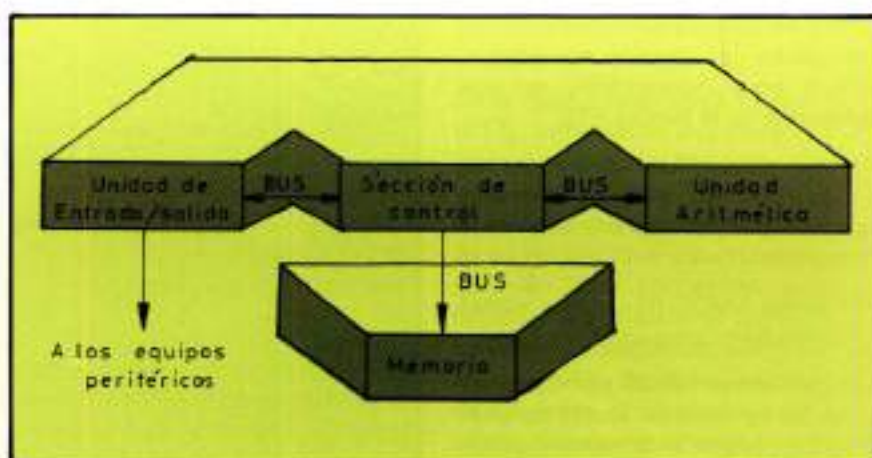 Unidad de
Entrada/salida
BUS
Sección de
control
BUS
Unidad
Aritmética
BUS
Memoria
A los equipos
periféricos